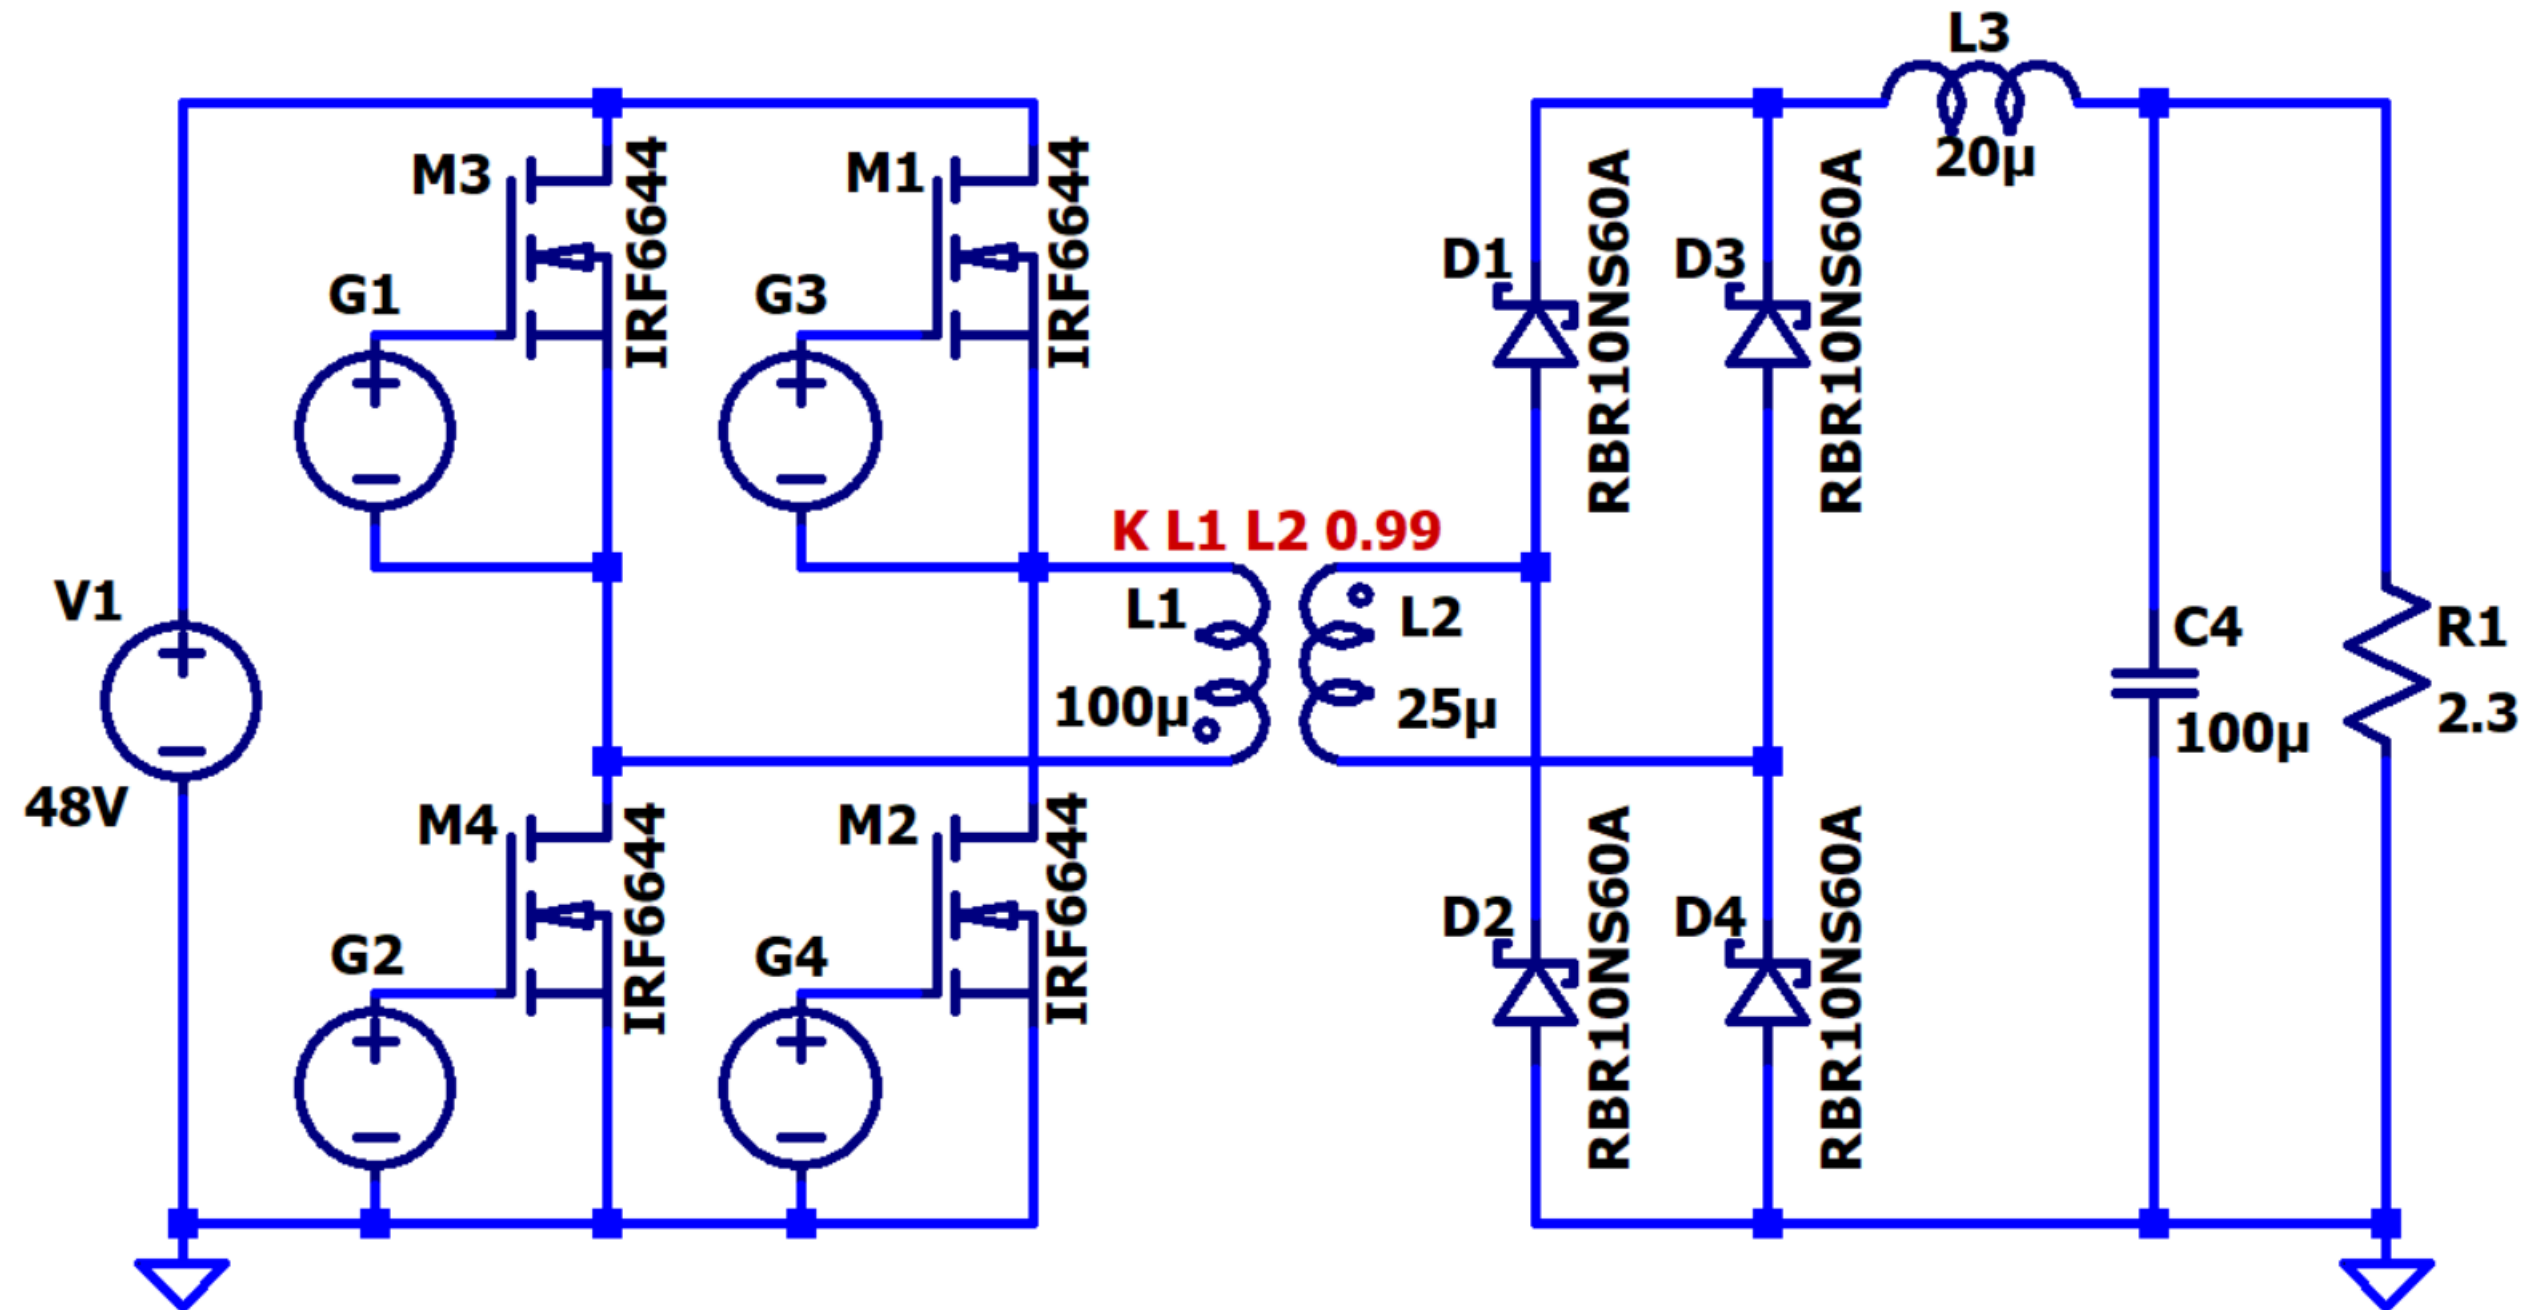 L3
20µ
M3
IRF6644
M1
IRF6644
D1
RBR10NS60A
D3
RBR10NS60A
G1
G3
K L1 L2 0.99
V1
48V
L1
100µ
L2
25µ
C4
100µ
R1
2.3
M4
IRF6644
M2
IRF6644
D2
RBR10NS60A
D4
RBR10NS60A
G2
G4